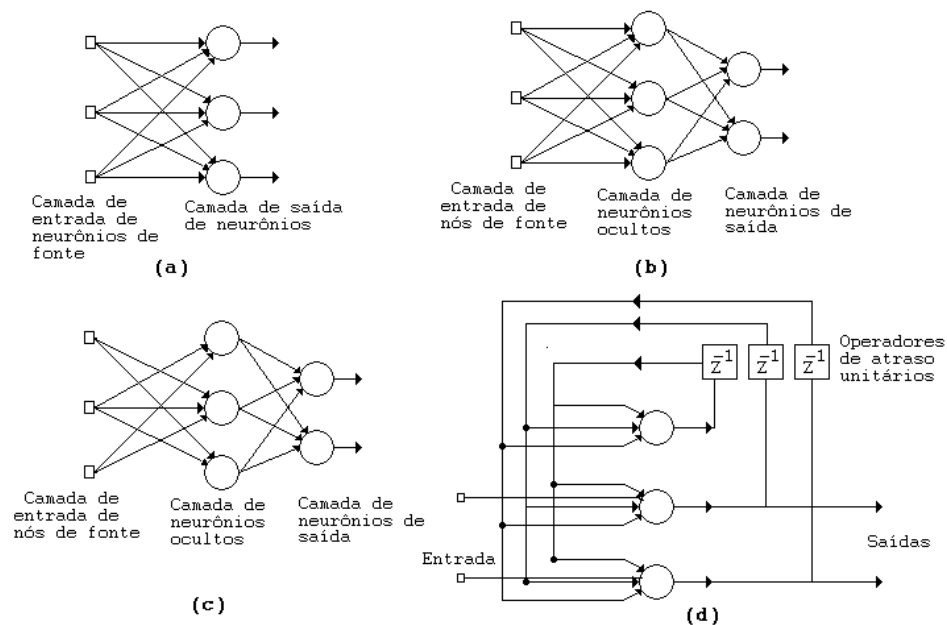 Camada de
entrada de
neurônios de
fonte
Camada de saída
de neurônios
(a)
Camada de
entrada de
nós de fonte
Camada de
neurônios
ocultos
Camada de
neurônios de
saída
(b)
Camada de
entrada de
nós de fonte
Camada de
neurônios
ocultos
Camada de
neurônios de
saída
(c)
z⁻¹ z⁻¹ z⁻¹
Operadores
de atraso
unitários
Entrada
Saídas
(d)